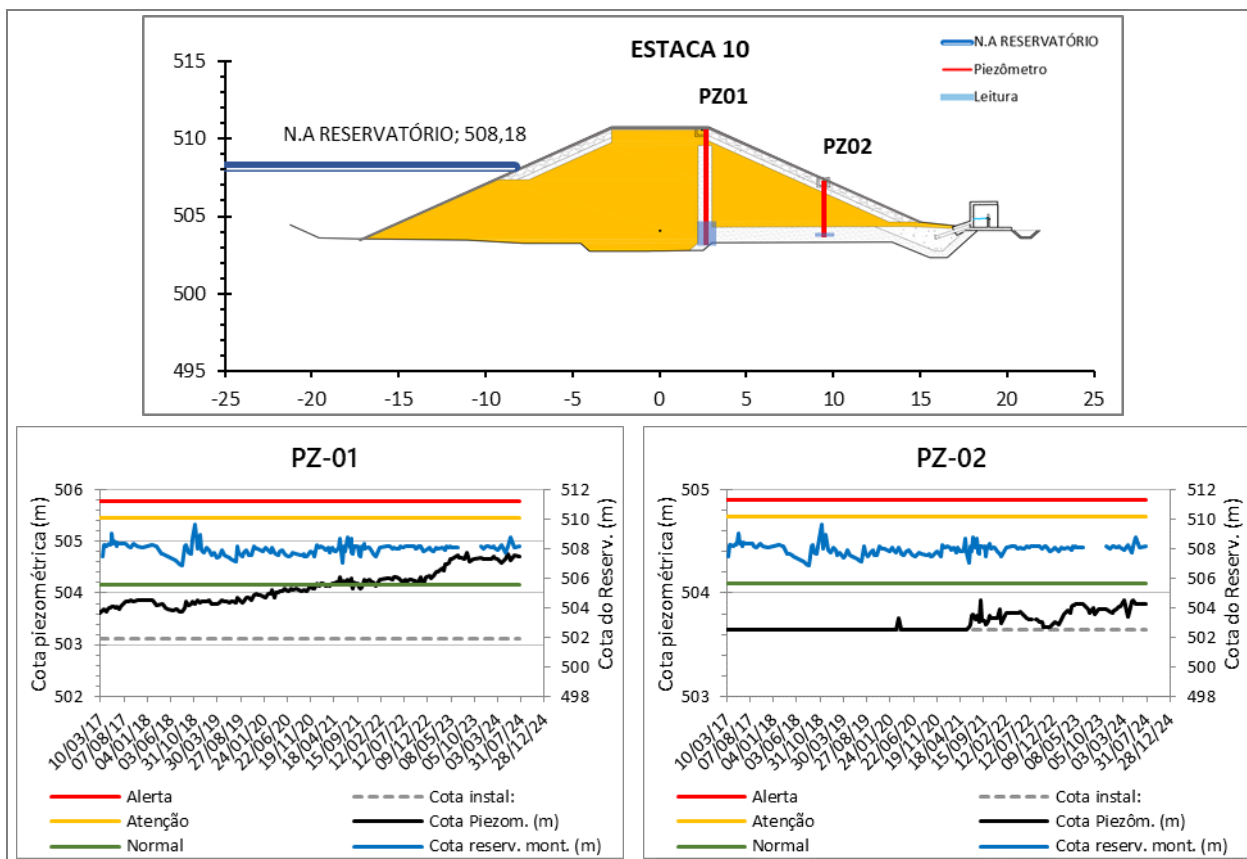 ESTACA 10
N.A RESERVATÓRIO
Piezômetro
Leitura
PZ01
PZ02
N.A RESERVATÓRIO; 508,18
515
510
505
500
495
-25 -20 -15 -10 -5 0 5 10 15 20 25
PZ-01
Cota piezométrica (m)
506
505
504
503
502
Cota do Reserv. (m)
512
510
508
506
504
502
500
498
10/03/17
07/08/17
04/01/18
03/06/18
31/10/18
30/03/19
27/08/19
24/01/20
22/06/20
19/11/20
18/04/21
15/09/21
12/02/22
12/07/22
09/12/22
08/05/23
05/10/23
03/03/24
31/07/24
28/12/24
Alerta
Atenção
Normal
Cota instal:
Cota Piezom. (m)
Cota reserv. mont. (m)
PZ-02
Cota piezométrica (m)
505
504
503
Cota do Reserv. (m)
512
510
508
506
504
502
500
498
10/03/17
07/08/17
04/01/18
03/06/18
31/10/18
30/03/19
27/08/19
24/01/20
22/06/20
19/11/20
18/04/21
15/09/21
12/02/22
12/07/22
09/12/22
08/05/23
05/10/23
03/03/24
31/07/24
28/12/24
Alerta
Atenção
Normal
Cota instal:
Cota Piezôm. (m)
Cota reserv. mont. (m)